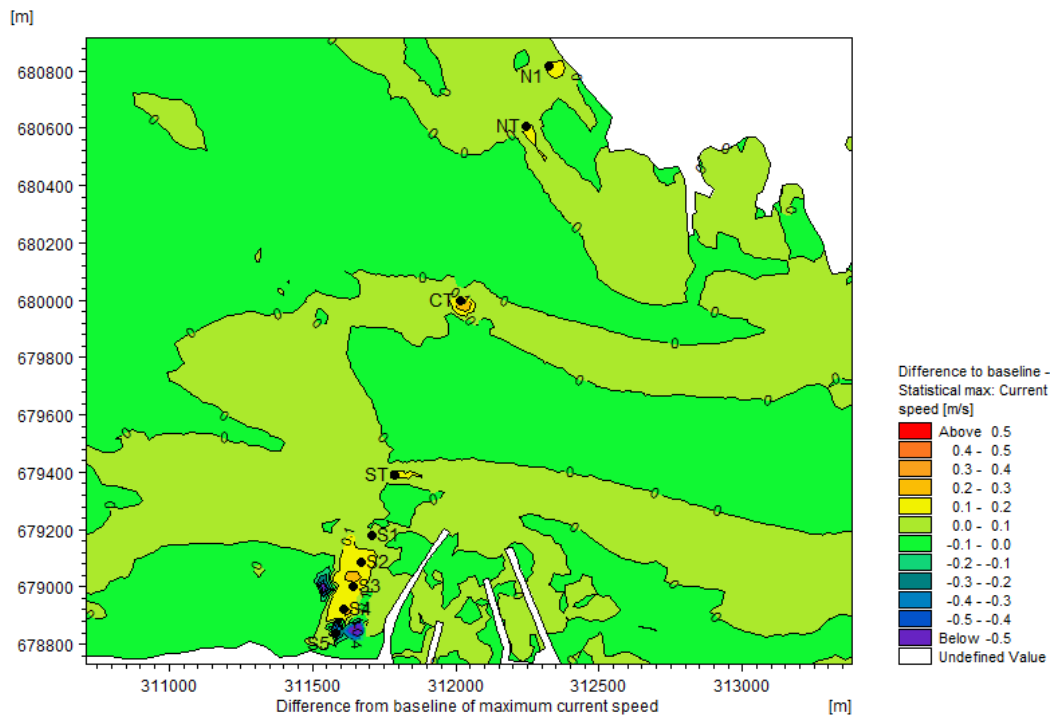 [m]
680800
680600
680400
680200
680000
679800
679600
679400
679200
679000
678800
N1
NT
CT
ST
S1
S2
S3
S4
S5
0
0.1
311000 311500 312000 312500 313000
Difference from baseline of maximum current speed [m]
Difference to baseline -
Statistical max: Current
speed [m/s]
Above 0.5
0.4 - 0.5
0.3 - 0.4
0.2 - 0.3
0.1 - 0.2
0.0 - 0.1
-0.1 - 0.0
-0.2 - -0.1
-0.3 - -0.2
-0.4 - -0.3
-0.5 - -0.4
Below -0.5
Undefined Value